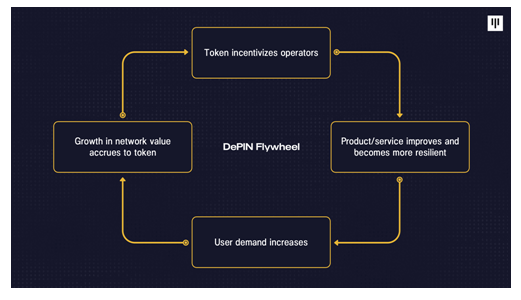 Token incentivizes operators
Growth in network value
accrues to token
DePIN Flywheel
Product/service improves and
becomes more resilient
User demand increases